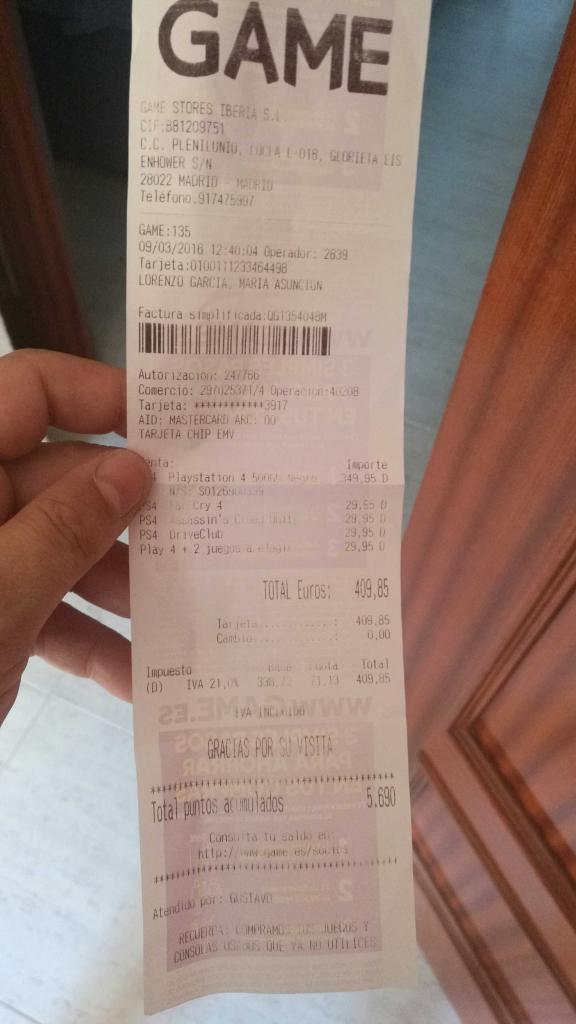 GAME
GAME STORES IBERIA S.L.
CIF:B81209751
C.C. PLENILUNIO, LOCLA L-01B, GLORIETA EIS
ENHOWER S/N
28022 MADRID - MADRID
Teléfono.917475997
GAME:135
09/03/2016 12:40:04 Operador: 2839
Tarjeta:0100111233464498
LORENZO GARCIA, MARIA ASUNCION
Factura simplificada:
Autorización: 247766
Comercio: 297025371/4 Operacion:40208
Tarjeta: ************3917
AID: MASTERCARD ARC: 00
TARJETA CHIP EMV
Importe
Playstation 4 500Gb Negro 349,95 D
N/S:
PS4 Far Cry 4 29,95 D
PS4 Assassin's Creed Unity 29,95 D
PS4 DriveClub 29,95 D
Play 4 + 2 juegos a elegir 29,95 D
TOTAL Euros: 409,85
Tarjeta.............: 409,85
Cambio..............: 0,00
Impuesto Base Cuota Total
(D) IVA 21,0% 338,72 71,13 409,85
IVA INCLUIDO
GRACIAS POR SU VISITA
Total puntos acumulados 5.690
Consulta tu saldo en:
http://www.game.es/socios
Atendido por: GUSTAVO
RECUERDA: COMPRAMOS TUS JUEGOS Y
CONSOLAS USADOS QUE YA NO UTILICES